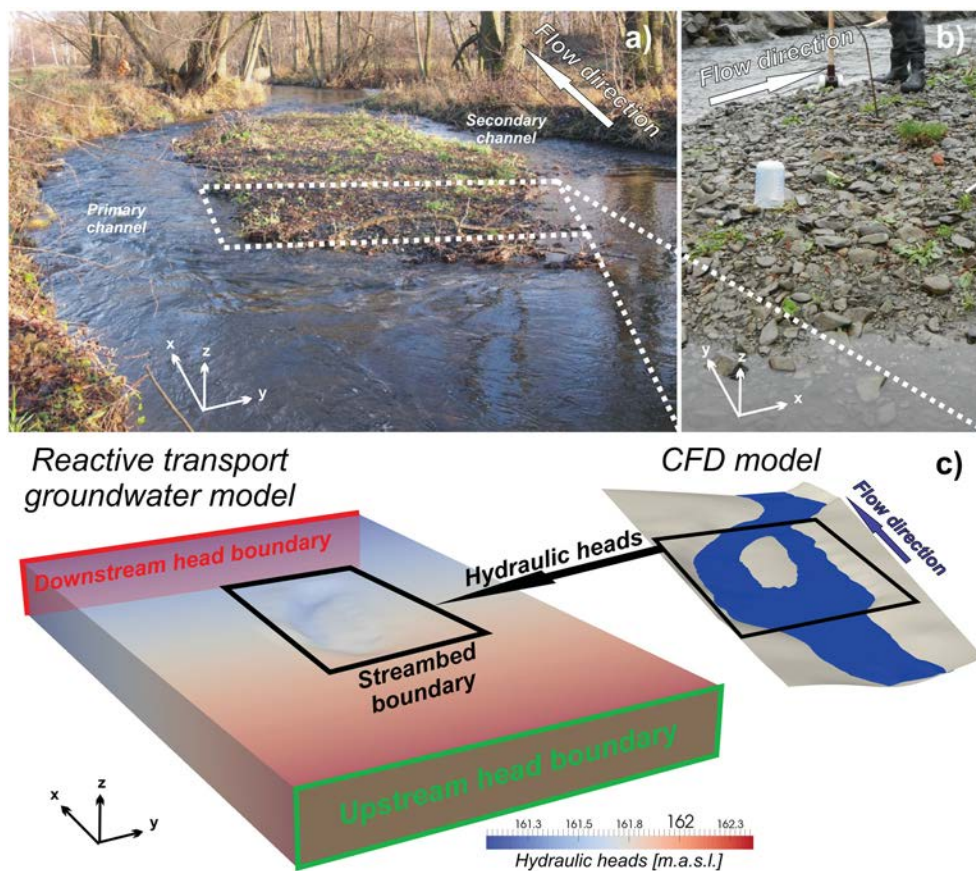 a)
Flow direction
Secondary
channel
Primary
channel
x
z
y
b)
Flow direction
y
z
x
Reactive transport
groundwater model
CFD model
c)
Flow direction
Downstream head boundary
Hydraulic heads
Streambed
boundary
Upstream head boundary
x
z
y
161.3 161.5 161.8 162 162.3
Hydraulic heads [m.a.s.l.]